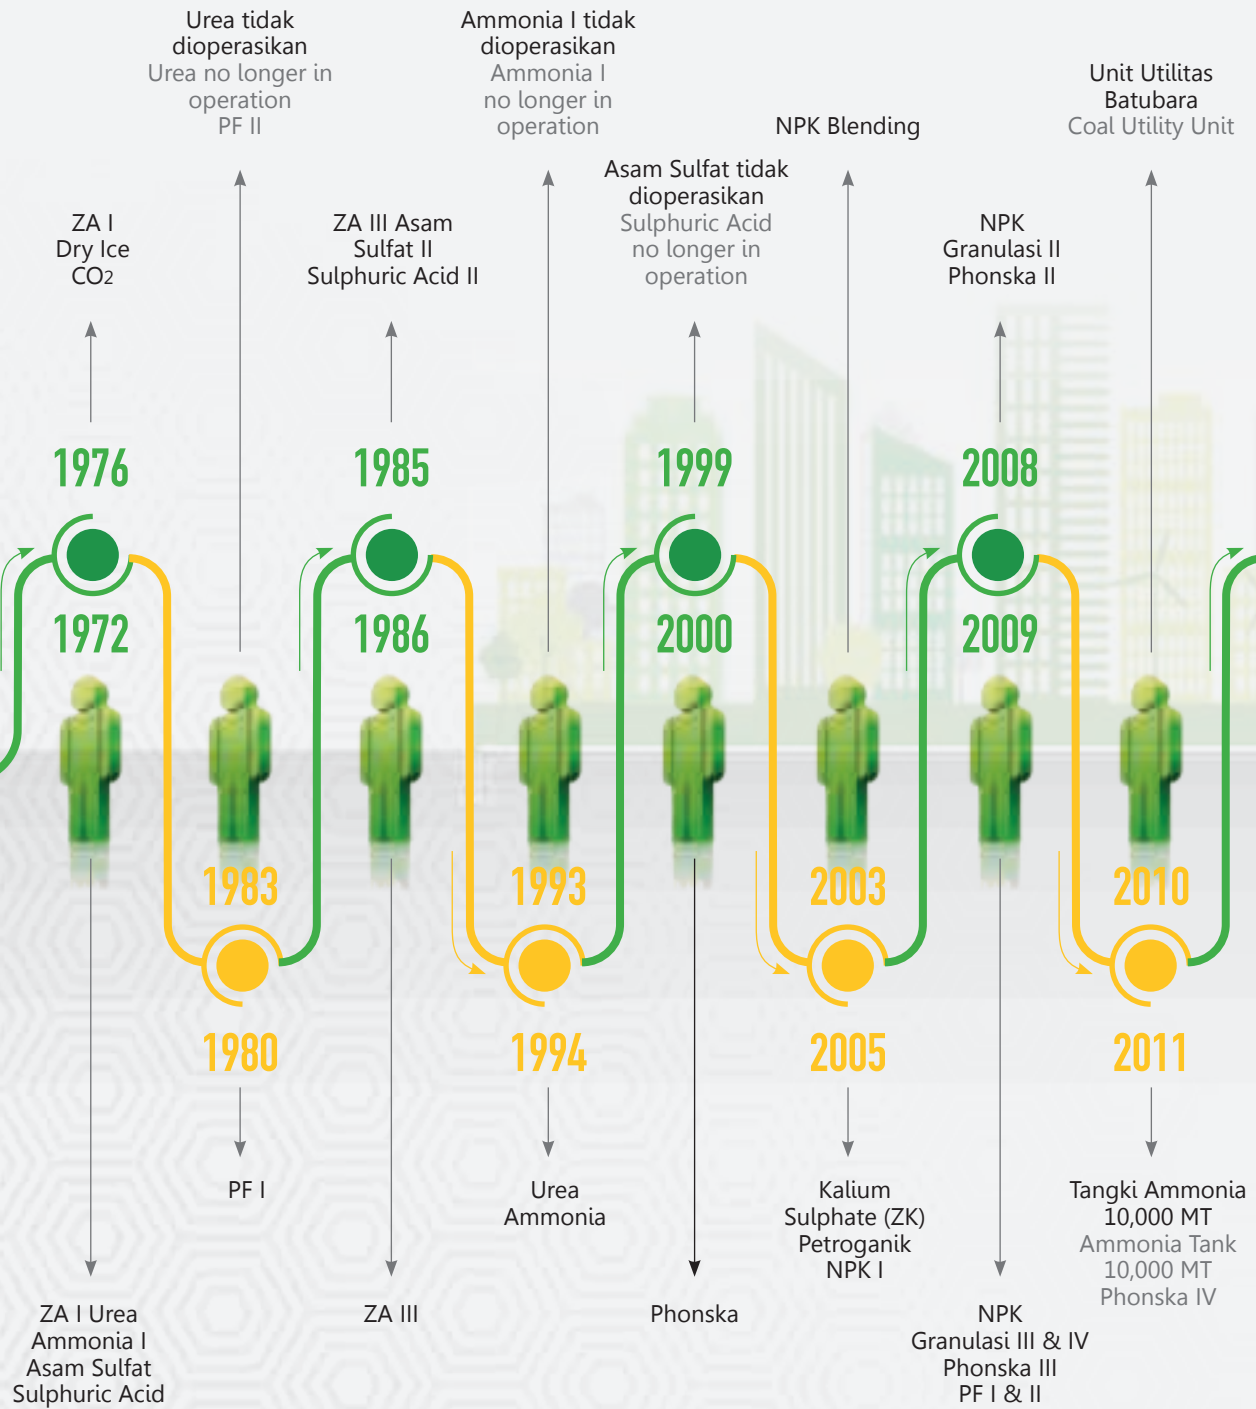 Urea tidak
dioperasikan
Urea no longer in
operation
PF II
Ammonia I tidak
dioperasikan
Ammonia I
no longer in
operation
NPK Blending
Unit Utilitas
Batubara
Coal Utility Unit
ZA I
Dry Ice
CO2
ZA III Asam
Sulfat II
Sulphuric Acid II
Asam Sulfat tidak
dioperasikan
Sulphuric Acid
no longer in
operation
NPK
Granulasi II
Phonska II
1976
1985
1999
2008
1972
1986
2000
2009
1983
1993
2003
2010
1980
1994
2005
2011
PF I
Urea
Ammonia
Kalium
Sulphate (ZK)
Petroganik
NPK I
Tangki Ammonia
10,000 MT
Ammonia Tank
10,000 MT
Phonska IV
ZA I Urea
Ammonia I
Asam Sulfat
Sulphuric Acid
ZA III
Phonska
NPK
Granulasi III & IV
Phonska III
PF I & II